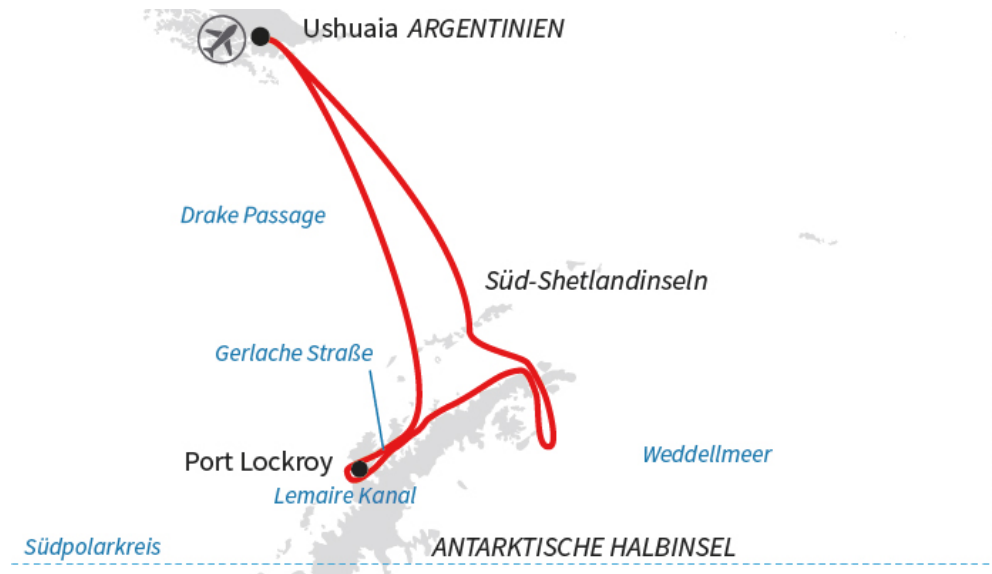 Ushuaia ARGENTINIEN
Drake Passage
Süd-Shetlandinseln
Gerlache Straße
Port Lockroy
Weddellmeer
Lemaire Kanal
Südpolarkreis
ANTARKTISCHE HALBINSEL